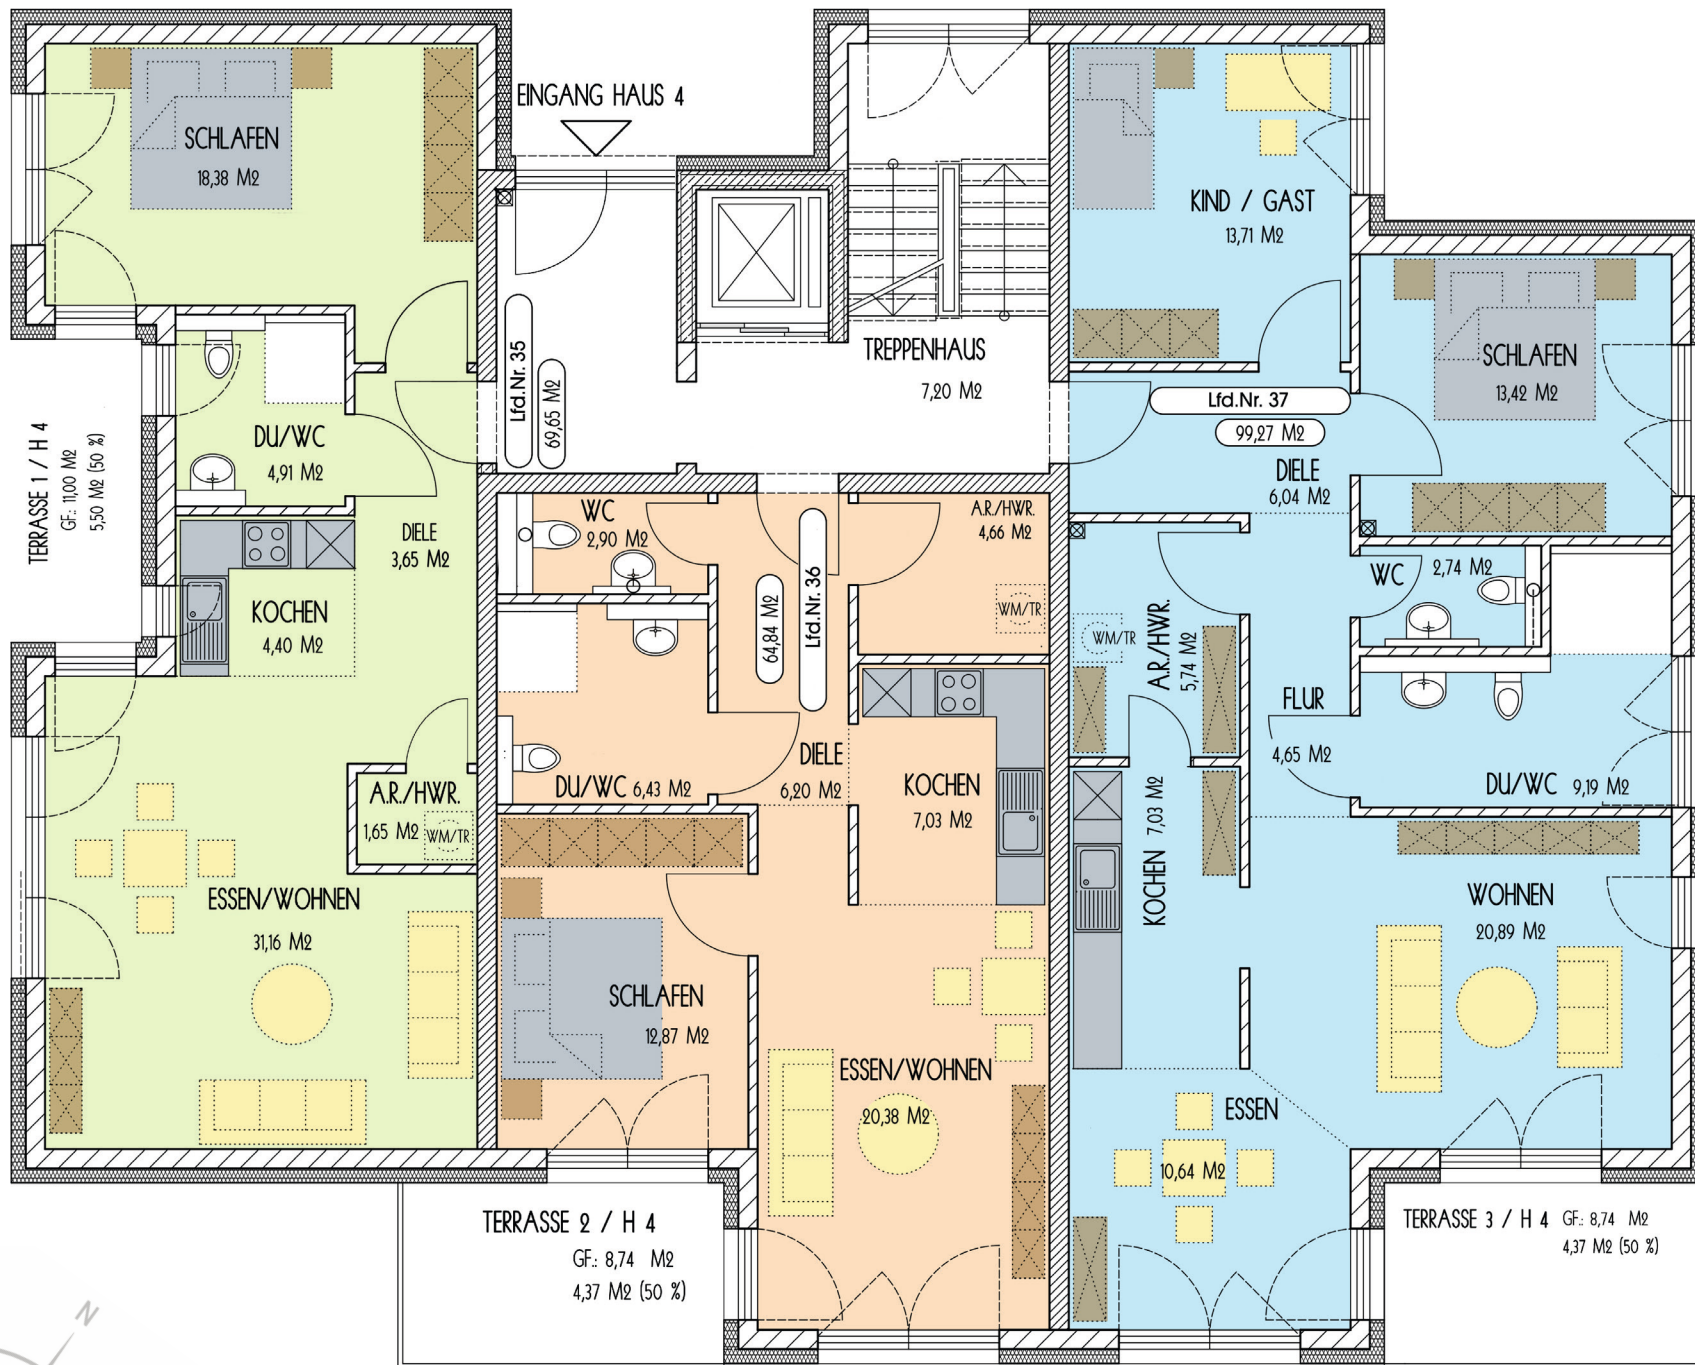 EINGANG HAUS 4
SCHLAFEN
18,38 M2
DU/WC
4,91 M2
DIELE
3,65 M2
KOCHEN
4,40 M2
A.R./HWR.
1,65 M2
WM/TR
ESSEN/WOHNEN
31,16 M2
TERRASSE 1 / H 4
GF.: 11,00 M2
5,50 M2 (50 %)
Lfd.Nr. 35
69,65 M2
TREPPENHAUS
7,20 M2
WC
2,90 M2
A.R./HWR.
4,66 M2
WM/TR
64,84 M2
Lfd.Nr. 36
DU/WC 6,43 M2
DIELE
6,20 M2
KOCHEN
7,03 M2
SCHLAFEN
12,87 M2
ESSEN/WOHNEN
20,38 M2
TERRASSE 2 / H 4
GF.: 8,74 M2
4,37 M2 (50 %)
KIND / GAST
13,71 M2
SCHLAFEN
13,42 M2
Lfd.Nr. 37
99,27 M2
DIELE
6,04 M2
WC 2,74 M2
WM/TR
A.R./HWR.
5,74 M2
FLUR
4,65 M2
DU/WC 9,19 M2
KOCHEN 7,03 M2
WOHNEN
20,89 M2
ESSEN
10,64 M2
TERRASSE 3 / H 4 GF.: 8,74 M2
4,37 M2 (50 %)
N